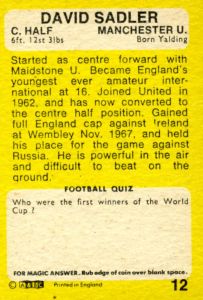 DAVID SADLER
C. HALF MANCHESTER U.
6ft. 12st 3lbs Born Yalding
Started as centre forward with
Maidstone U. Became England's
youngest ever amateur inter-
national at 16. Joined United in
1962, and has now converted to
the centre half position. Gained
full England cap against Ireland
at Wembley Nov. 1967, and held
his place for the game against
Russia. He is powerful in the air
and difficult to beat on the
ground.
FOOTBALL QUIZ
Who were the first winners of the World
Cup ?
FOR MAGIC ANSWER. Rub edge of coin over blank space.
© Printed in England 12